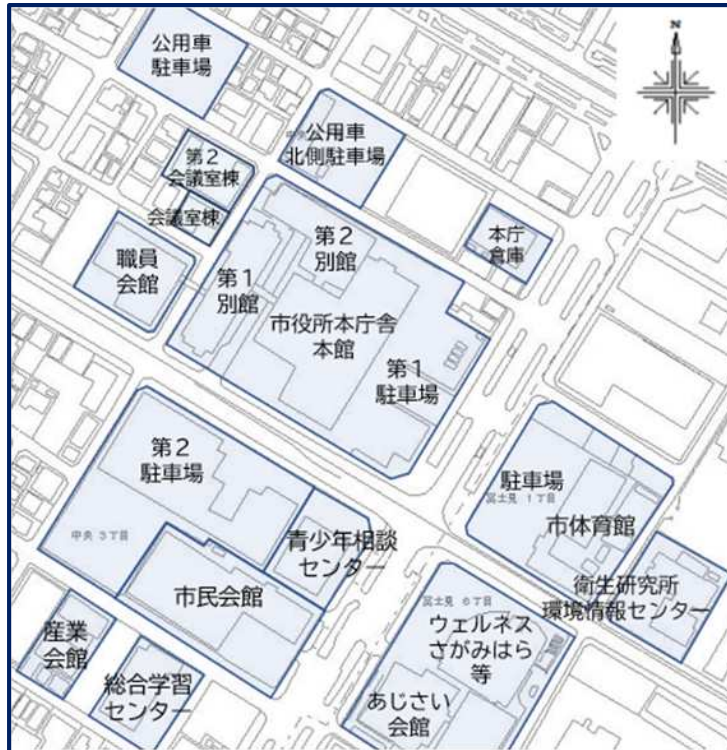 公用車
駐車場
N
公用車
北側駐車場
第２
会議室棟
会議室棟
職員
会館
第２
別館
第１
別館
本庁
倉庫
市役所本庁舎
本館
第１
駐車場
第２
駐車場
中央 3丁目
青少年相談
センター
市民会館
駐車場
富士見 1丁目
市体育館
衛生研究所
環境情報センター
富士見 6丁目
ウェルネス
さがみはら
等
あじさい
会館
産業
会館
総合学習
センター